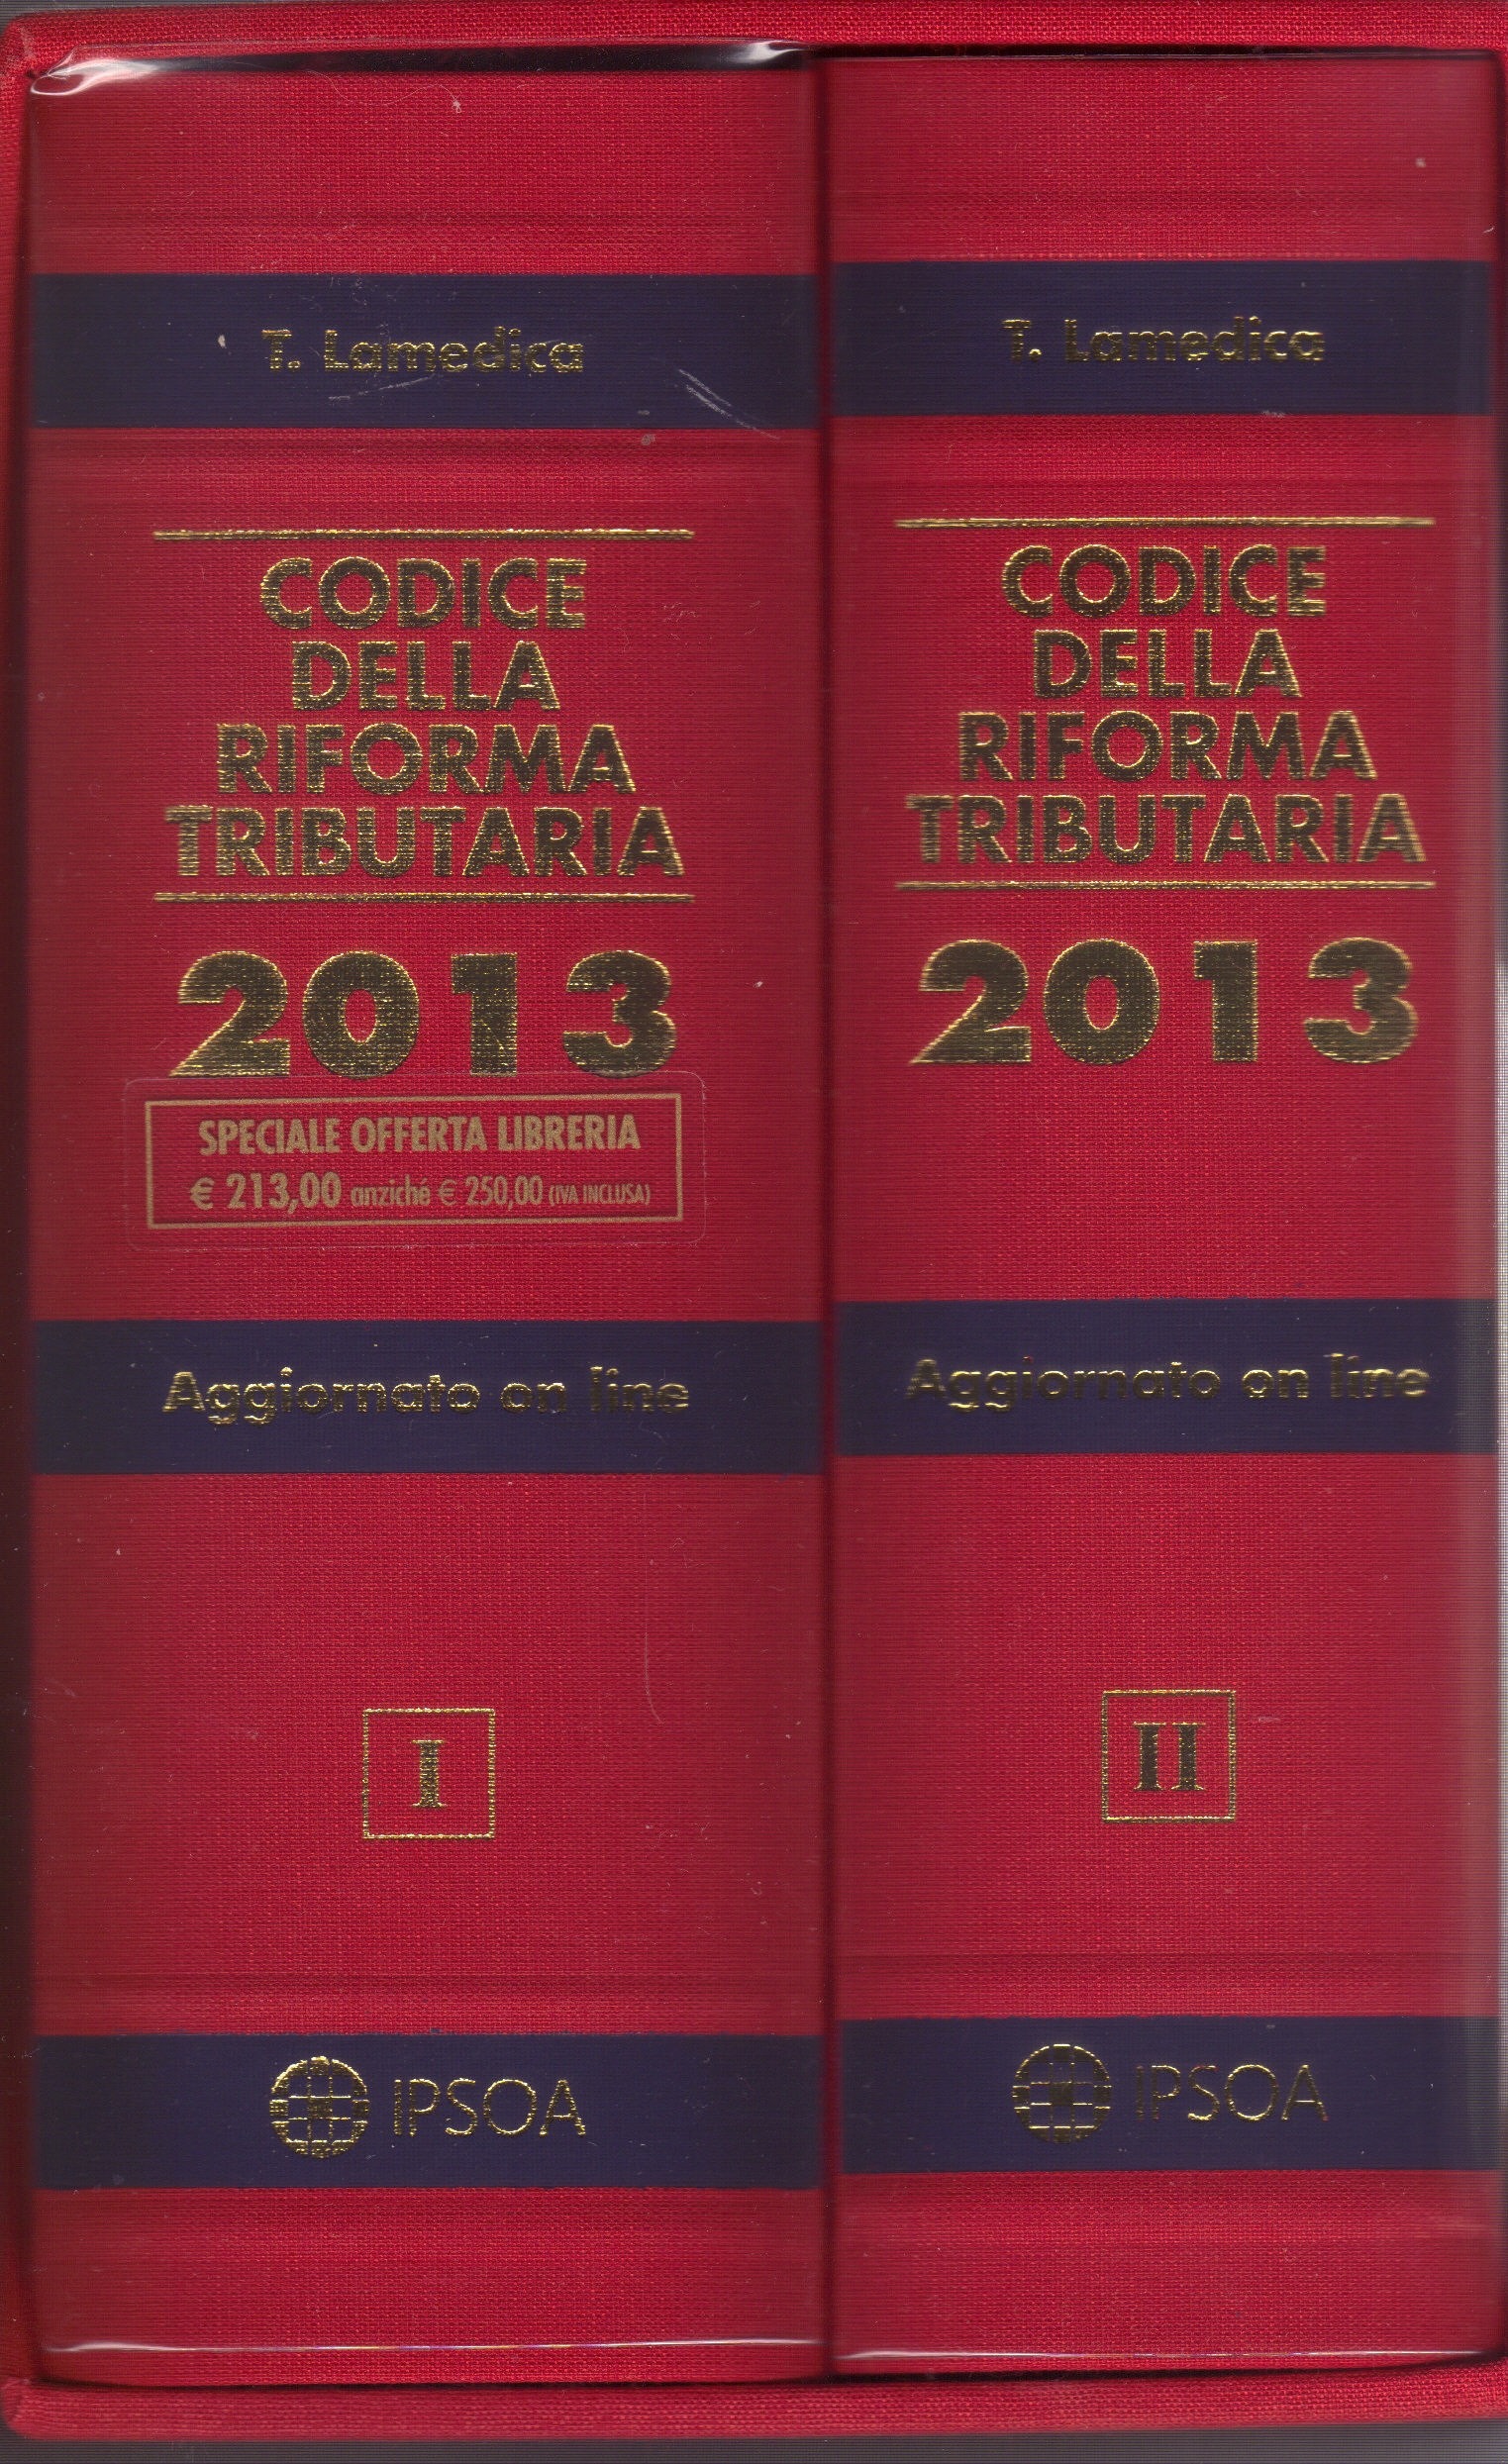 T. Lamedica
CODICE
DELLA
RIFORMA
TRIBUTARIA
2013
SPECIALE OFFERTA LIBRERIA
€ 213,00 anziché € 250,00 (IVA INCLUSA)
Aggiornato on line
I
IPSOA
T. Lamedica
CODICE
DELLA
RIFORMA
TRIBUTARIA
2013
Aggiornato on line
II
IPSOA